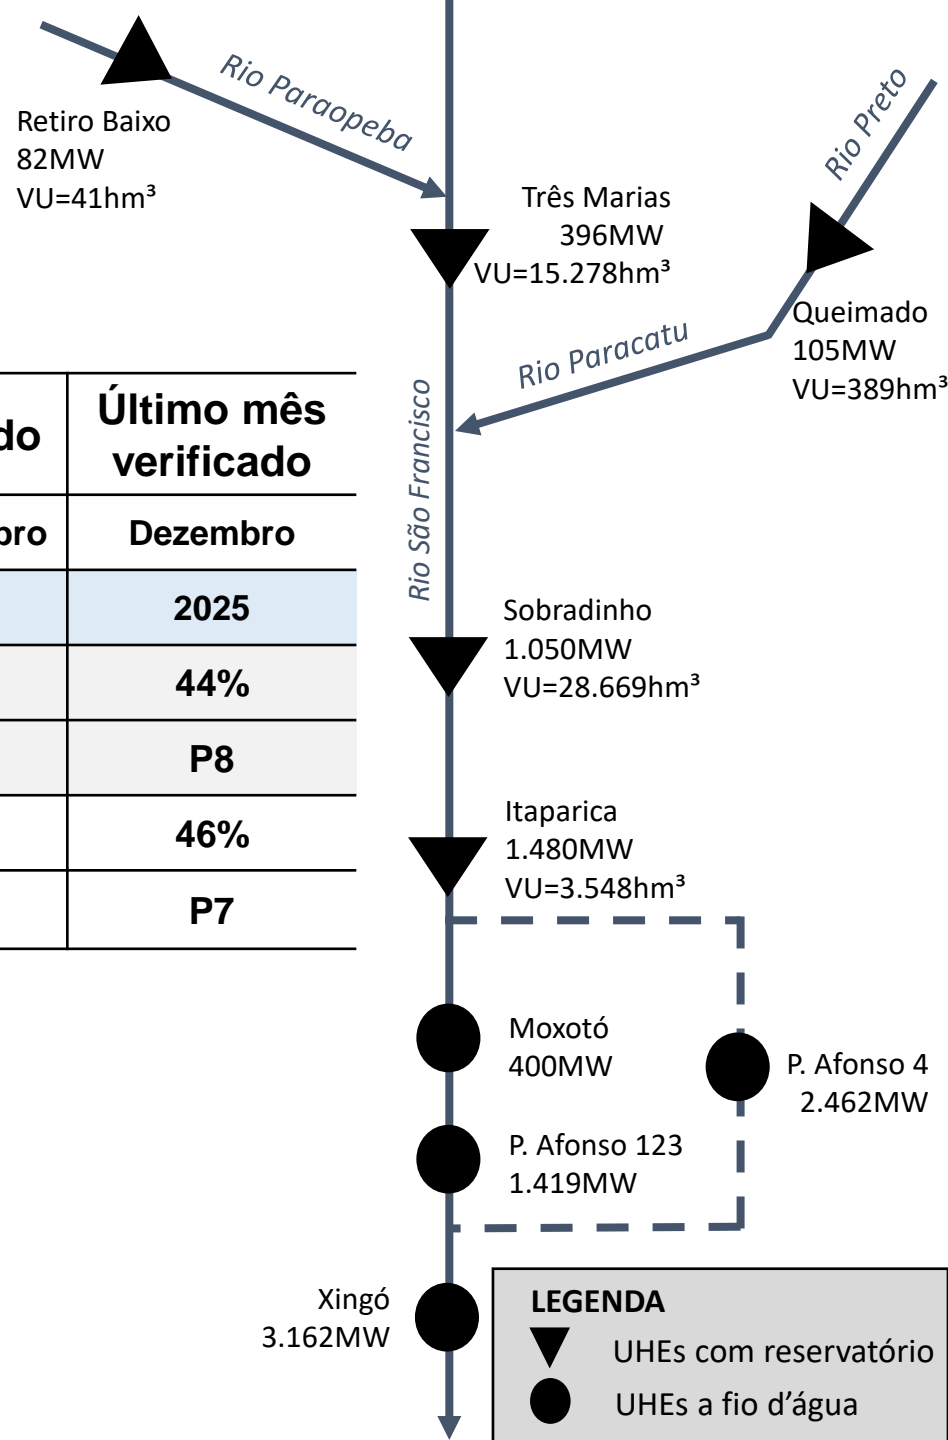 Rio Paraopeba
Rio Preto
Retiro Baixo
82MW
VU=41hm³
Três Marias
396MW
VU=15.278hm³
Queimado
105MW
VU=389hm³
Rio Paracatu
Rio São Francisco
do
Último mês
verificado
bro
Dezembro
2025
44%
P8
46%
P7
Sobradinho
1.050MW
VU=28.669hm³
Itaparica
1.480MW
VU=3.548hm³
Moxotó
400MW
P. Afonso 4
2.462MW
P. Afonso 123
1.419MW
Xingó
3.162MW
LEGENDA
UHEs com reservatório
UHEs a fio d'água